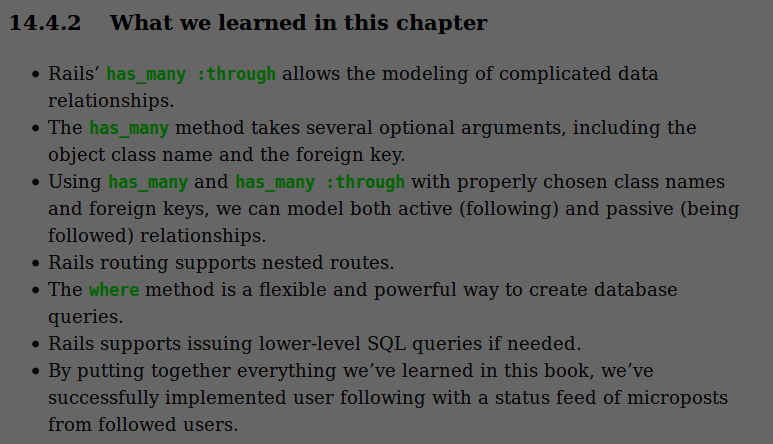 14.4.2 What we learned in this chapter
• Rails’ has_many :through allows the modeling of complicated data
relationships.
• The has_many method takes several optional arguments, including the
object class name and the foreign key.
• Using has_many and has_many :through with properly chosen class names
and foreign keys, we can model both active (following) and passive (being
followed) relationships.
• Rails routing supports nested routes.
• The where method is a flexible and powerful way to create database
queries.
• Rails supports issuing lower-level SQL queries if needed.
• By putting together everything we’ve learned in this book, we’ve
successfully implemented user following with a status feed of microposts
from followed users.